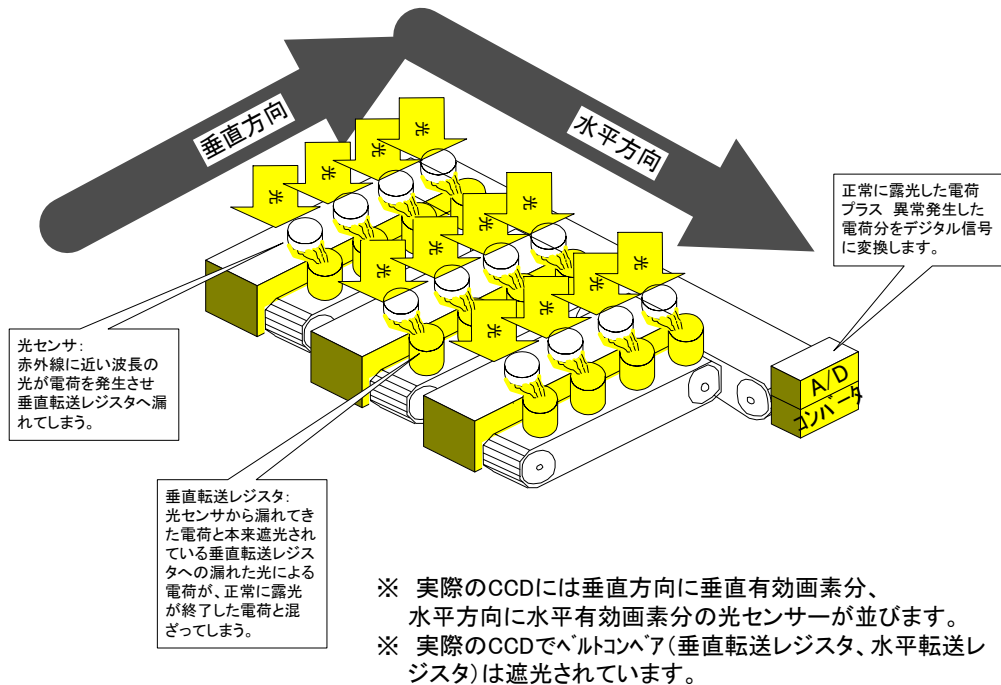 垂直方向
水平方向
光
光
光
光
光
光
光
光
光
光
光
光
正常に露光した電荷
プラス 異常発生した
電荷分をデジタル信号
に変換します。
光センサ:
赤外線に近い波長の
光が電荷を発生させ
垂直転送レジスタへ漏
れてしまう。
A/D
コンバータ
垂直転送レジスタ:
光センサから漏れてき
た電荷と本来遮光され
ている垂直転送レジス
タへの漏れた光による
電荷が、正常に露光
が終了した電荷と混
ざってしまう。
※ 実際のCCDには垂直方向に垂直有効画素分、
水平方向に水平有効画素分の光センサーが並びます。
※ 実際のCCDでベルトコンベア(垂直転送レジスタ、水平転送レ
ジスタ)は遮光されています。